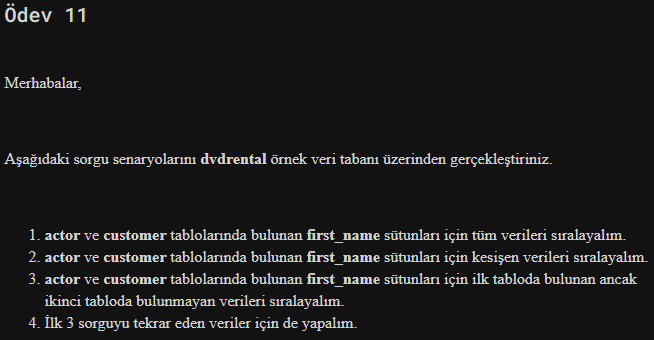 Ödev 11
Merhabalar,
Aşağıdaki sorgu senaryolarını dvdrental örnek veri tabanı üzerinden gerçekleştiriniz.
1. actor ve customer tablolarında bulunan first_name sütunları için tüm verileri sıralayalım.
2. actor ve customer tablolarında bulunan first_name sütunları için kesişen verileri sıralayalım.
3. actor ve customer tablolarında bulunan first_name sütunları için ilk tabloda bulunan ancak
ikinci tabloda bulunmayan verileri sıralayalım.
4. İlk 3 sorguyu tekrar eden veriler için de yapalım.